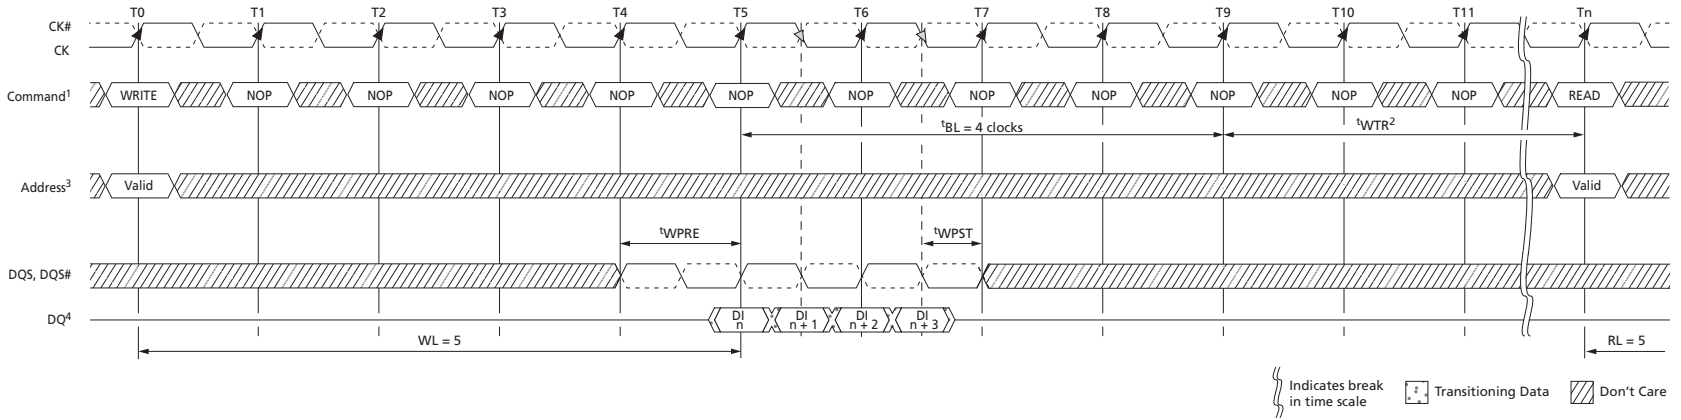 T0 T1 T2 T3 T4 T5 T6 T7 T8 T9 T10 T11 Tn
CK#
CK
Command1 WRITE NOP NOP NOP NOP NOP NOP NOP NOP NOP NOP NOP READ
tBL = 4 clocks tWTR2
Address3 Valid Valid
tWPRE tWPST
DQS, DQS#
DQ4 DI n DI n + 1 DI n + 2 DI n + 3
WL = 5 RL = 5
Indicates break in time scale
Transitioning Data
Don't Care